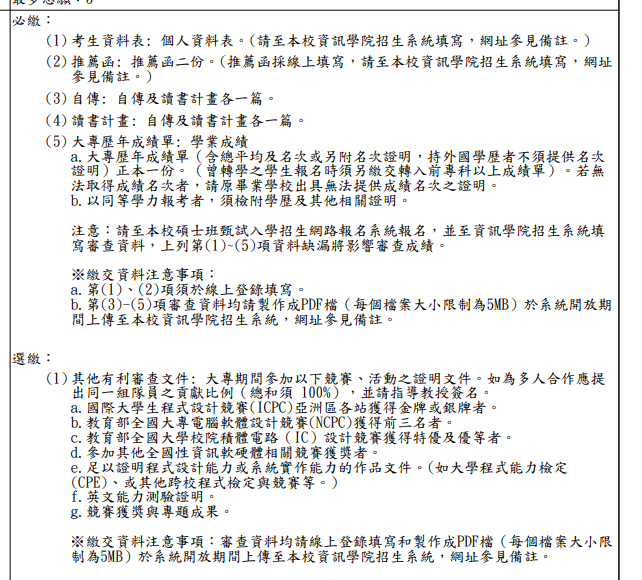 必繳：
(1)考生資料表: 個人資料表。(請至本校資訊學院招生系統填寫，網址參見備註。)
(2)推薦函: 推薦函二份。(推薦函採線上填寫，請至本校資訊學院招生系統填寫，網址
參見備註。)
(3)自傳: 自傳及讀書計畫各一篇。
(4)讀書計畫: 自傳及讀書計畫各一篇。
(5)大專歷年成績單: 學業成績
a.大專歷年成績單（含總平均及名次或另附名次證明，持外國學歷者不須提供名次
證明）正本一份。（曾轉學之學生報名時須另繳交轉入前專科以上成績單）。若無
法取得成績名次者，請原畢業學校出具無法提供成績名次之證明。
b.以同等學力報考者，須檢附學歷及其他相關證明。
注意：請至本校碩士班甄試入學招生網路報名系統報名，並至資訊學院招生系統填
寫審查資料，上列第(1)~(5)項資料缺漏將影響審查成績。
※繳交資料注意事項：
a.第(1)、(2)項須於線上登錄填寫。
b.第(3)-(5)項審查資料均請製作成PDF檔（每個檔案大小限制為5MB）於系統開放期
間上傳至本校資訊學院招生系統，網址參見備註。
選繳：
(1)其他有利審查文件: 大專期間參加以下競賽、活動之證明文件。如為多人合作應提
出同一組隊員之貢獻比例（總和須 100%），並請指導教授簽名。
a.國際大學生程式設計競賽(ICPC)亞洲區各站獲得金牌或銀牌者。
b.教育部全國大專電腦軟體設計競賽(NCPC)獲得前三名者。
c.教育部全國大學校院積體電路（IC）設計競賽獲得特優及優等者。
d.參加其他全國性資訊軟硬體相關競賽獲獎者。
e.足以證明程式設計能力或系統實作能力的作品文件。(如大學程式能力檢定
(CPE)、或其他跨校程式檢定與競賽等。)
f.英文能力測驗證明。
g.競賽獲獎與專題成果。
※繳交資料注意事項：審查資料均請線上登錄填寫和製作成PDF檔（每個檔案大小限
制為5MB）於系統開放期間上傳至本校資訊學院招生系統，網址參見備註。